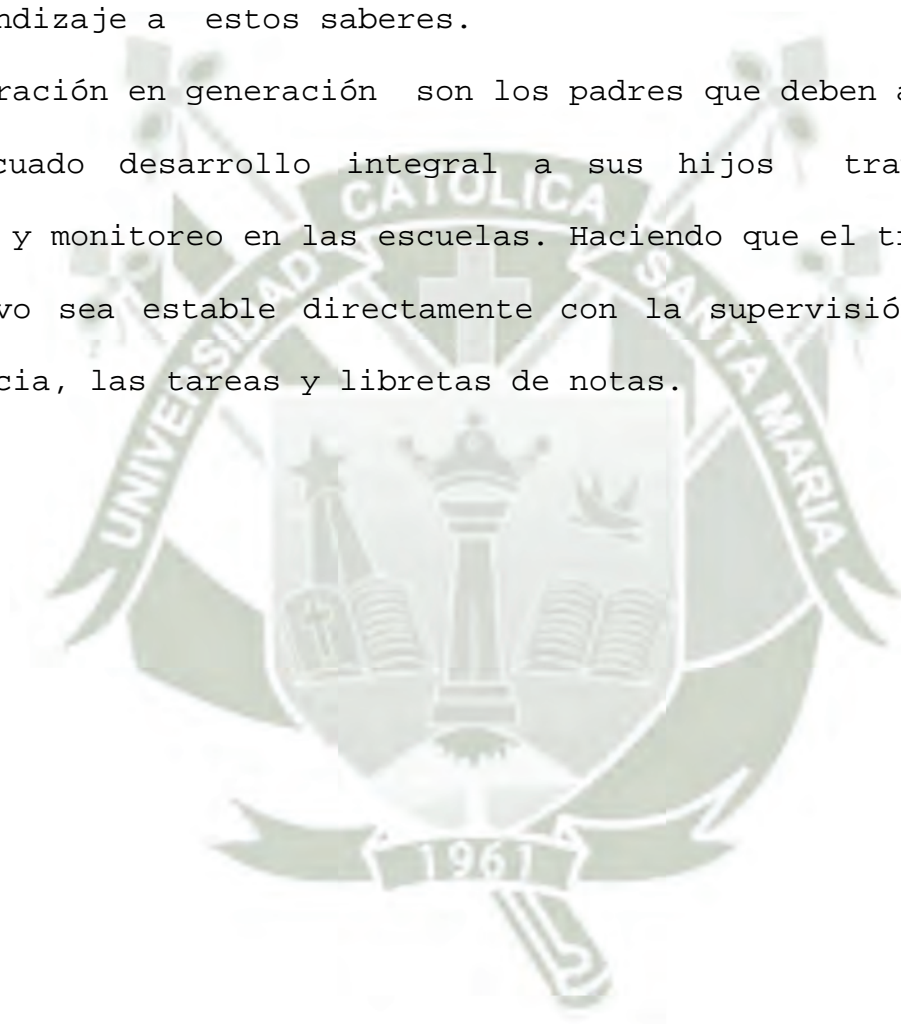 ndizaje a estos saberes.
ración en generación son los padres que deben a
cuado desarrollo integral a sus hijos tra
y monitoreo en las escuelas. Haciendo que el tr
vo sea estable directamente con la supervisió
cia, las tareas y libretas de notas.
UNIVERSIDAD CATOLICA SANTA MARIA
1961